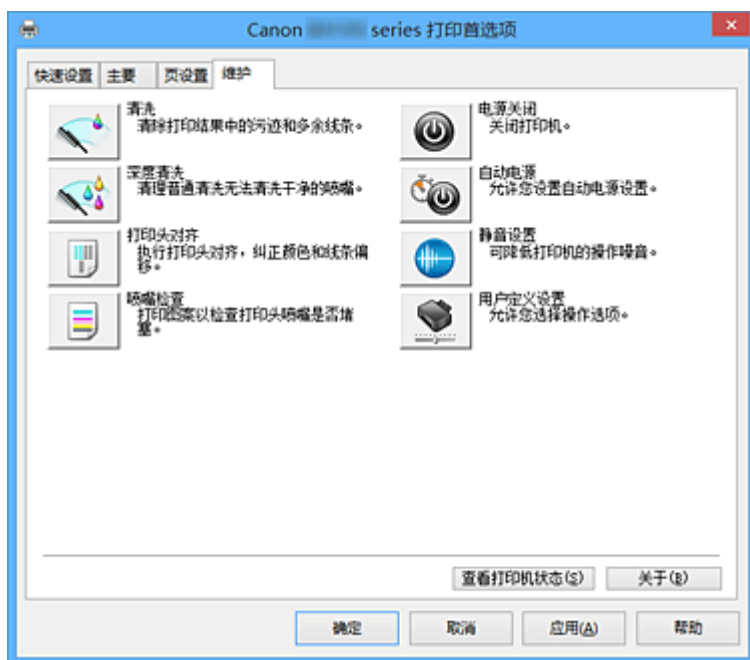 Canon series 打印首选项
快速设置 主要 页设置 维护
清洗
清除打印结果中的污迹和多余线条。
深度清洗
清理普通清洗无法清洗干净的喷嘴。
打印头对齐
执行打印头对齐，纠正颜色和线条偏
移。
喷嘴检查
打印图案以检查打印头喷嘴是否堵
塞。
电源关闭
关闭打印机。
自动电源
允许您设置自动电源设置。
静音设置
可降低打印机的操作噪音。
用户定义设置
允许您选择操作选项。
查看打印机状态(S) 关于(B)
确定 取消 应用(A) 帮助